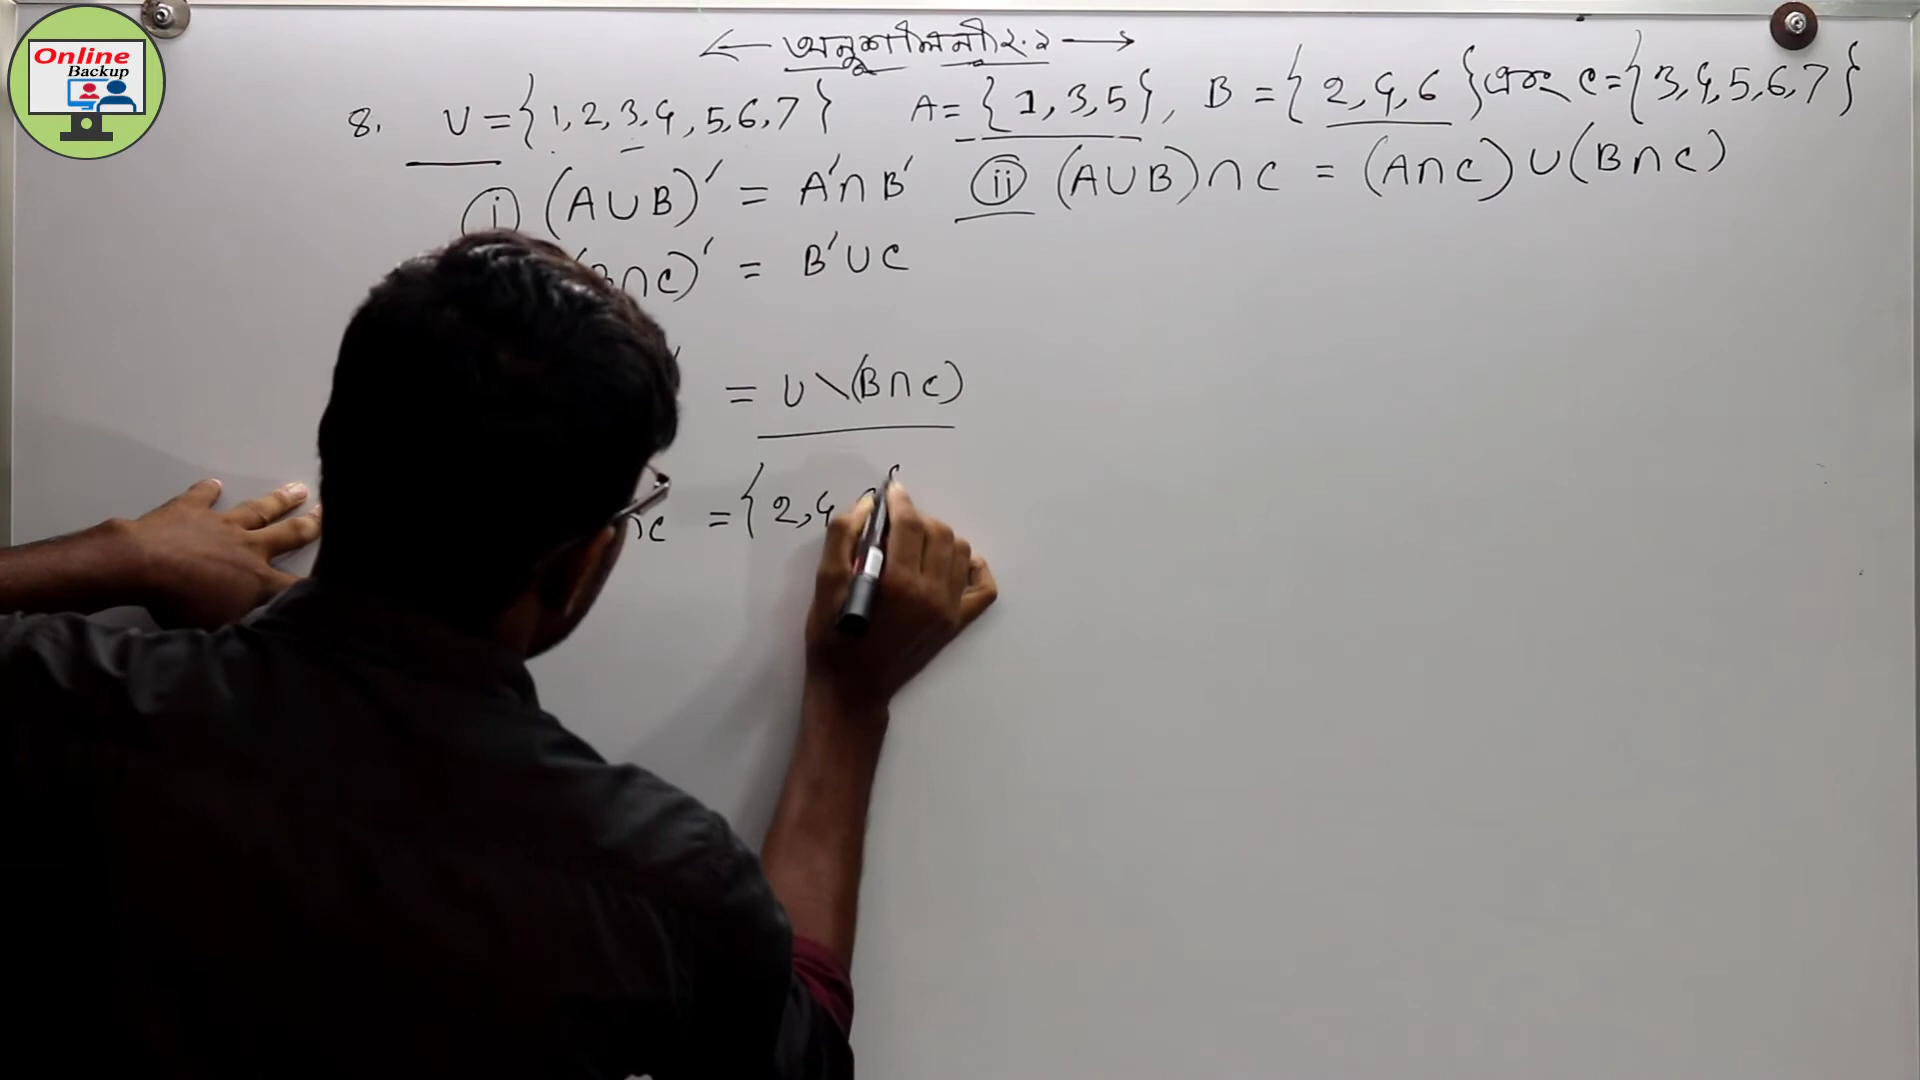 Online
Backup
← অনুশীলনী ২.২ →
৪. U = {1, 2, 3, 4, 5, 6, 7} A = {1, 3, 5}, B = {2, 4, 6} এবং C = {3, 4, 5, 6, 7}
(i) (A∪B)′ = A′∩B′ (ii) (A∪B)∩C = (A∩C)∪(B∩C)
B∩C)′ = B′∪C
= U∖(B∩C)
∩C = {2, 4